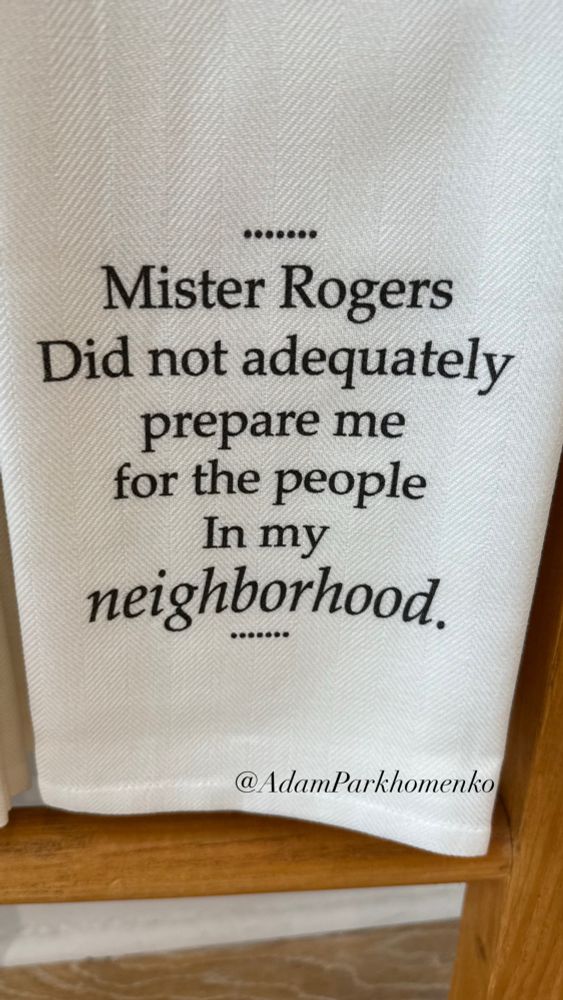 Mister Rogers
Did not adequately
prepare me
for the people
In my
neighborhood.
@AdamParkhomenko